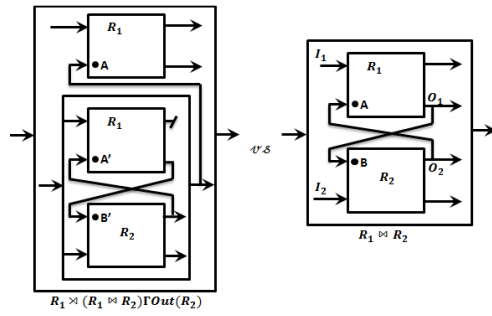 R₁
A
R₁
A'
B'
R₂
R₁ ⋊ (R₁ ⋈ R₂)ΓOut(R₂)
vs
I₁
R₁
A
O₁
B
R₂
O₂
I₂
R₁ ⋈ R₂